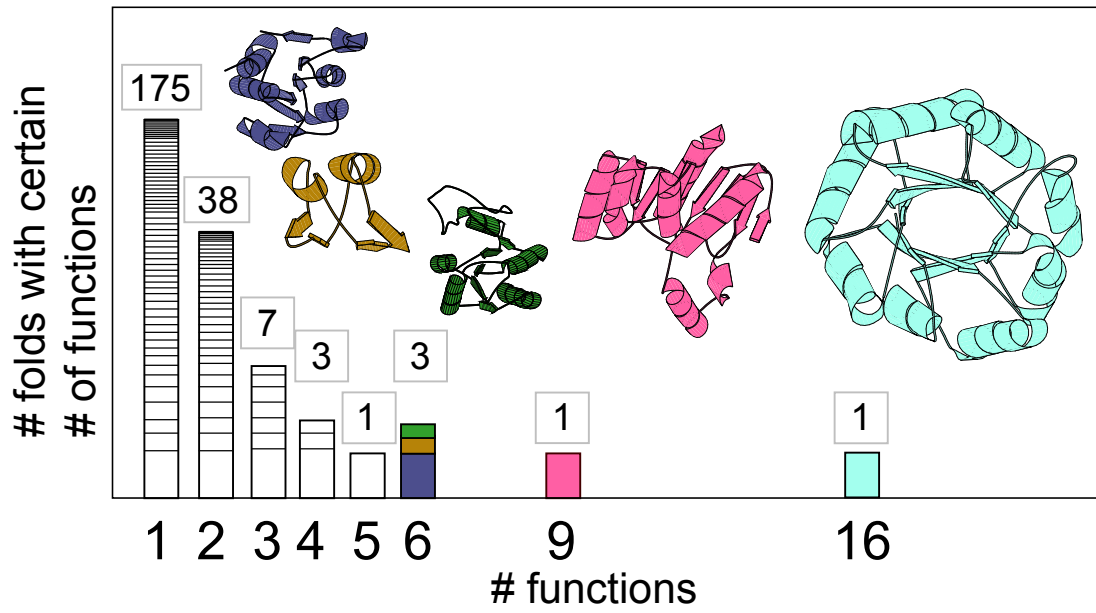 # folds with certain
# of functions
175
38
7
3
1
3
1
1
1 2 3 4 5 6 9 16
# functions